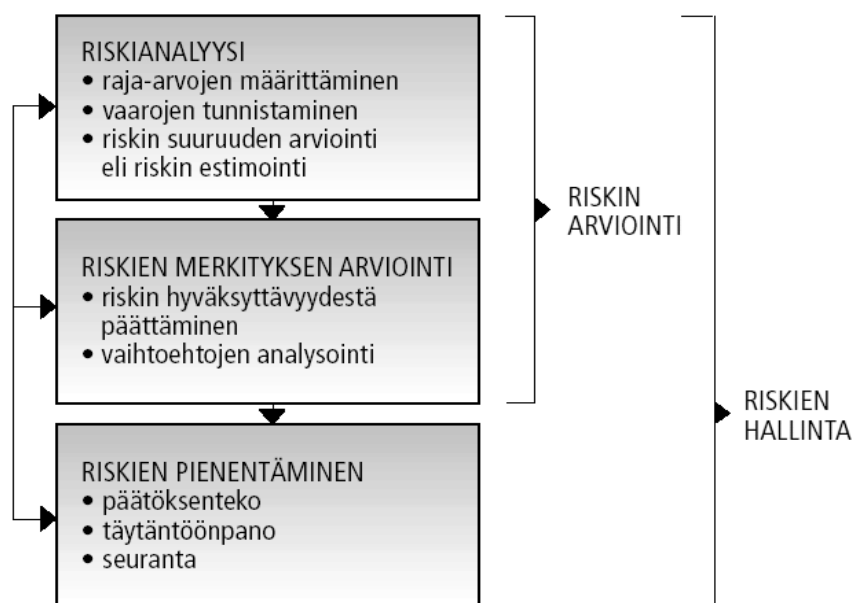 RISKIANALYYSI
• raja-arvojen määrittäminen
• vaarojen tunnistaminen
• riskin suuruuden arviointi
eli riskin estimointi
RISKIEN MERKITYKSEN ARVIOINTI
• riskin hyväksyttävyydestä
päättäminen
• vaihtoehtojen analysointi
RISKIEN PIENENTÄMINEN
• päätöksenteko
• täytäntöönpano
• seuranta
RISKIN
ARVIOINTI
RISKIEN
HALLINTA